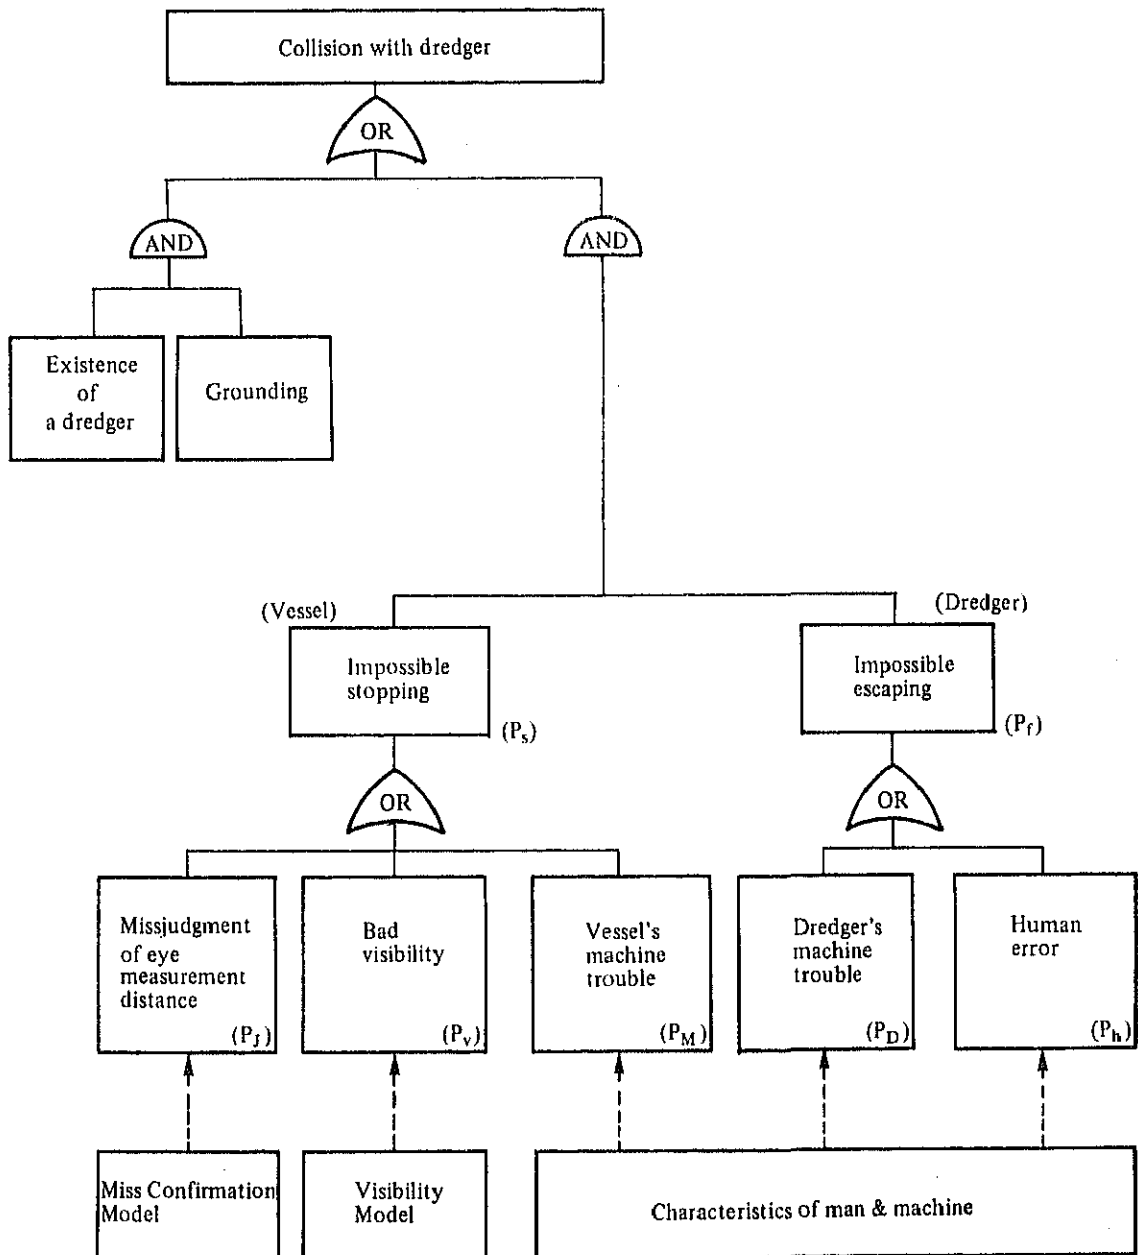 Collision with dredger
OR
AND
AND
Existence
of
a dredger
Grounding
(Vessel)
(Dredger)
Impossible
stopping
(Ps)
Impossible
escaping
(Pf)
OR
OR
Missjudgment
of eye
measurement
distance
(PJ)
Bad
visibility
(Pv)
Vessel's
machine
trouble
(PM)
Dredger's
machine
trouble
(PD)
Human
error
(Ph)
Miss Confirmation
Model
Visibility
Model
Characteristics of man & machine